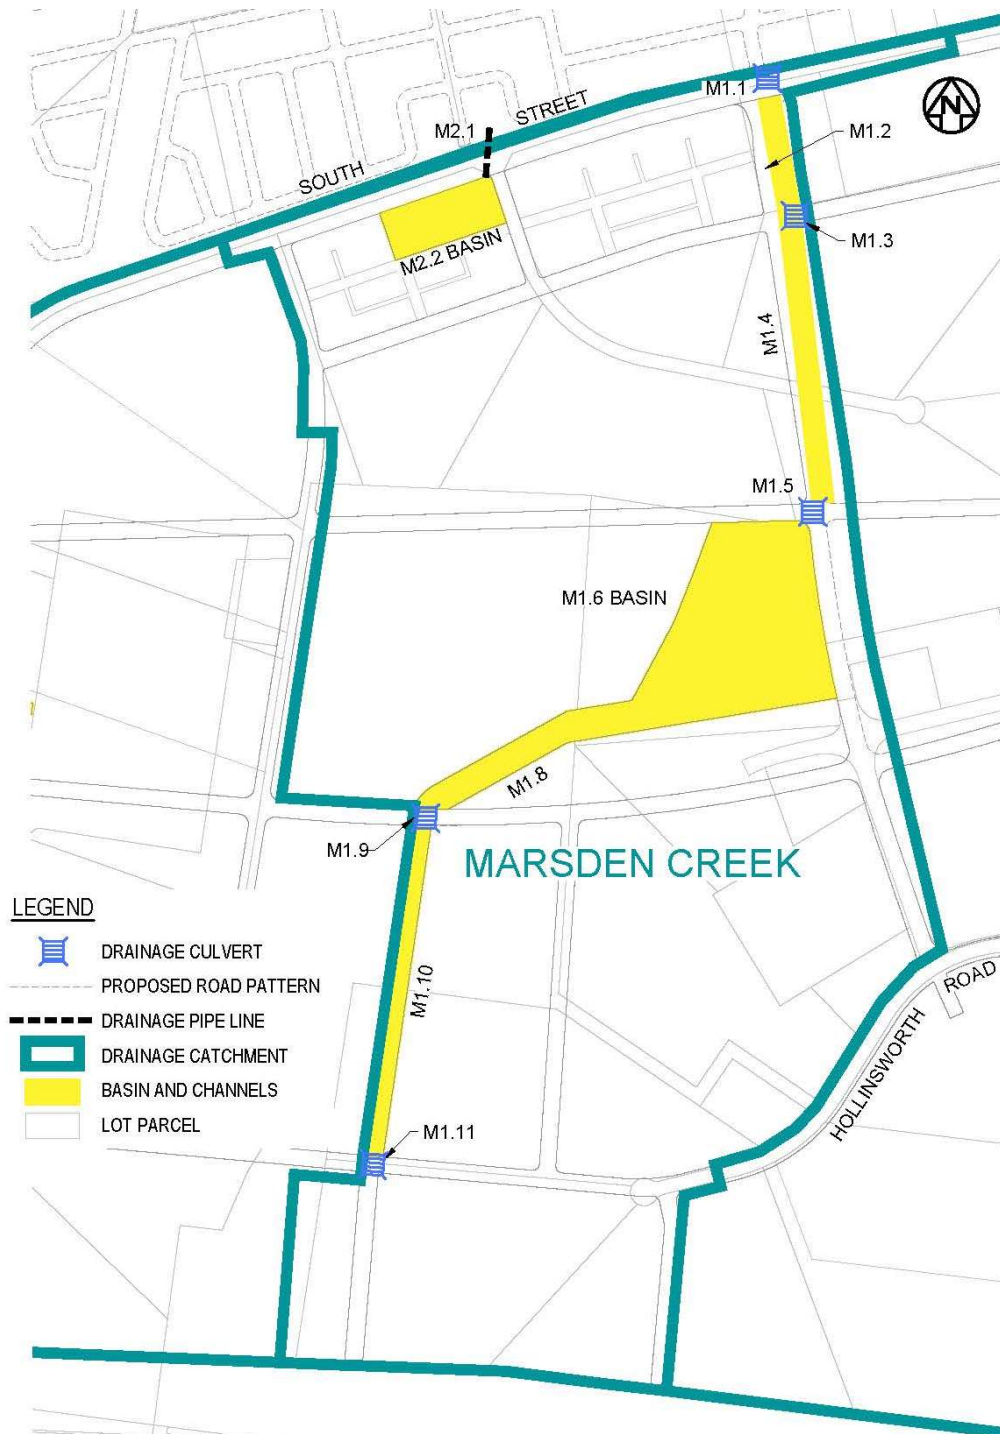 M1.1
STREET
M2.1
SOUTH
N
M1.2
M1.3
M2.2 BASIN
M1.4
M1.5
M1.6 BASIN
M1.8
M1.9
MARSDEN CREEK
M1.10
HOLLINSWORTH ROAD
M1.11
LEGEND
DRAINAGE CULVERT
PROPOSED ROAD PATTERN
DRAINAGE PIPE LINE
DRAINAGE CATCHMENT
BASIN AND CHANNELS
LOT PARCEL